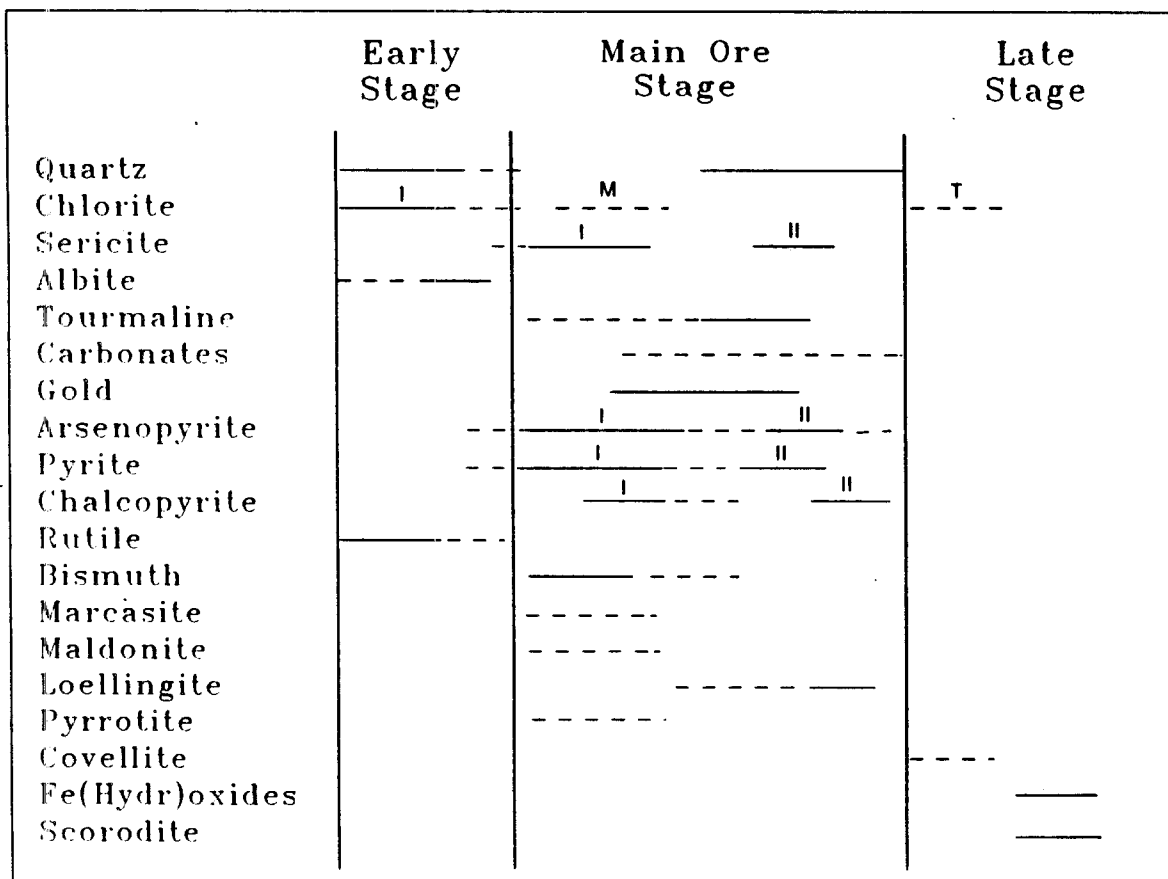 Early Stage
Main Ore Stage
Late Stage
Quartz
Chlorite I M T
Sericite I II
Albite
Tourmaline
Carbonates
Gold
Arsenopyrite I II
Pyrite I II
Chalcopyrite I II
Rutile
Bismuth
Marcasite
Maldonite
Loellingite
Pyrrotite
Covellite
Fe(Hydr)oxides
Scorodite